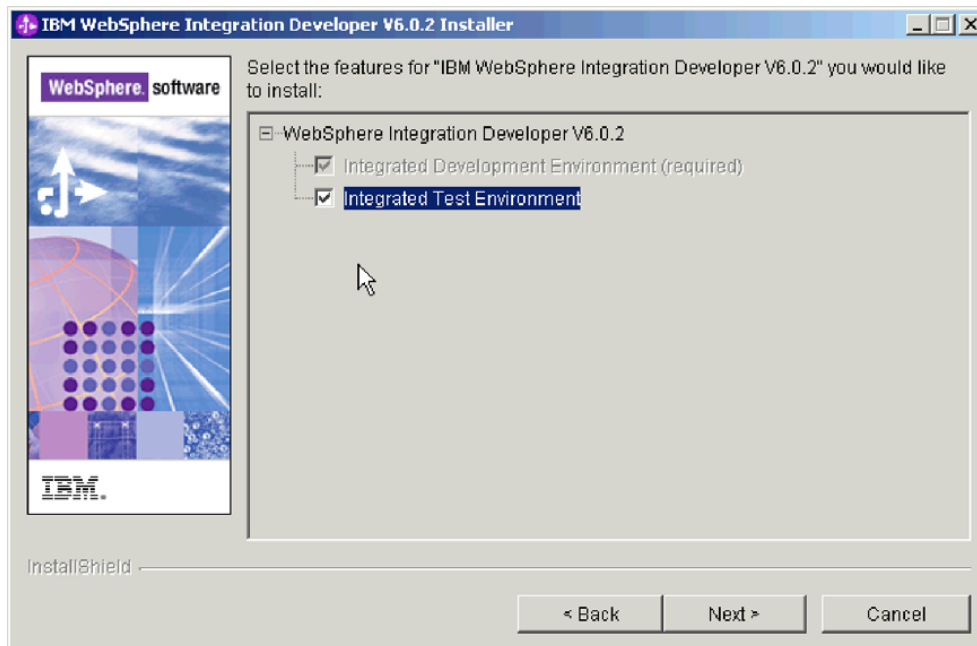 IBM WebSphere Integration Developer V6.0.2 Installer
WebSphere. software
Select the features for "IBM WebSphere Integration Developer V6.0.2" you would like
to install:
WebSphere Integration Developer V6.0.2
Integrated Development Environment (required)
Integrated Test Environment
IBM.
InstallShield
< Back
Next >
Cancel